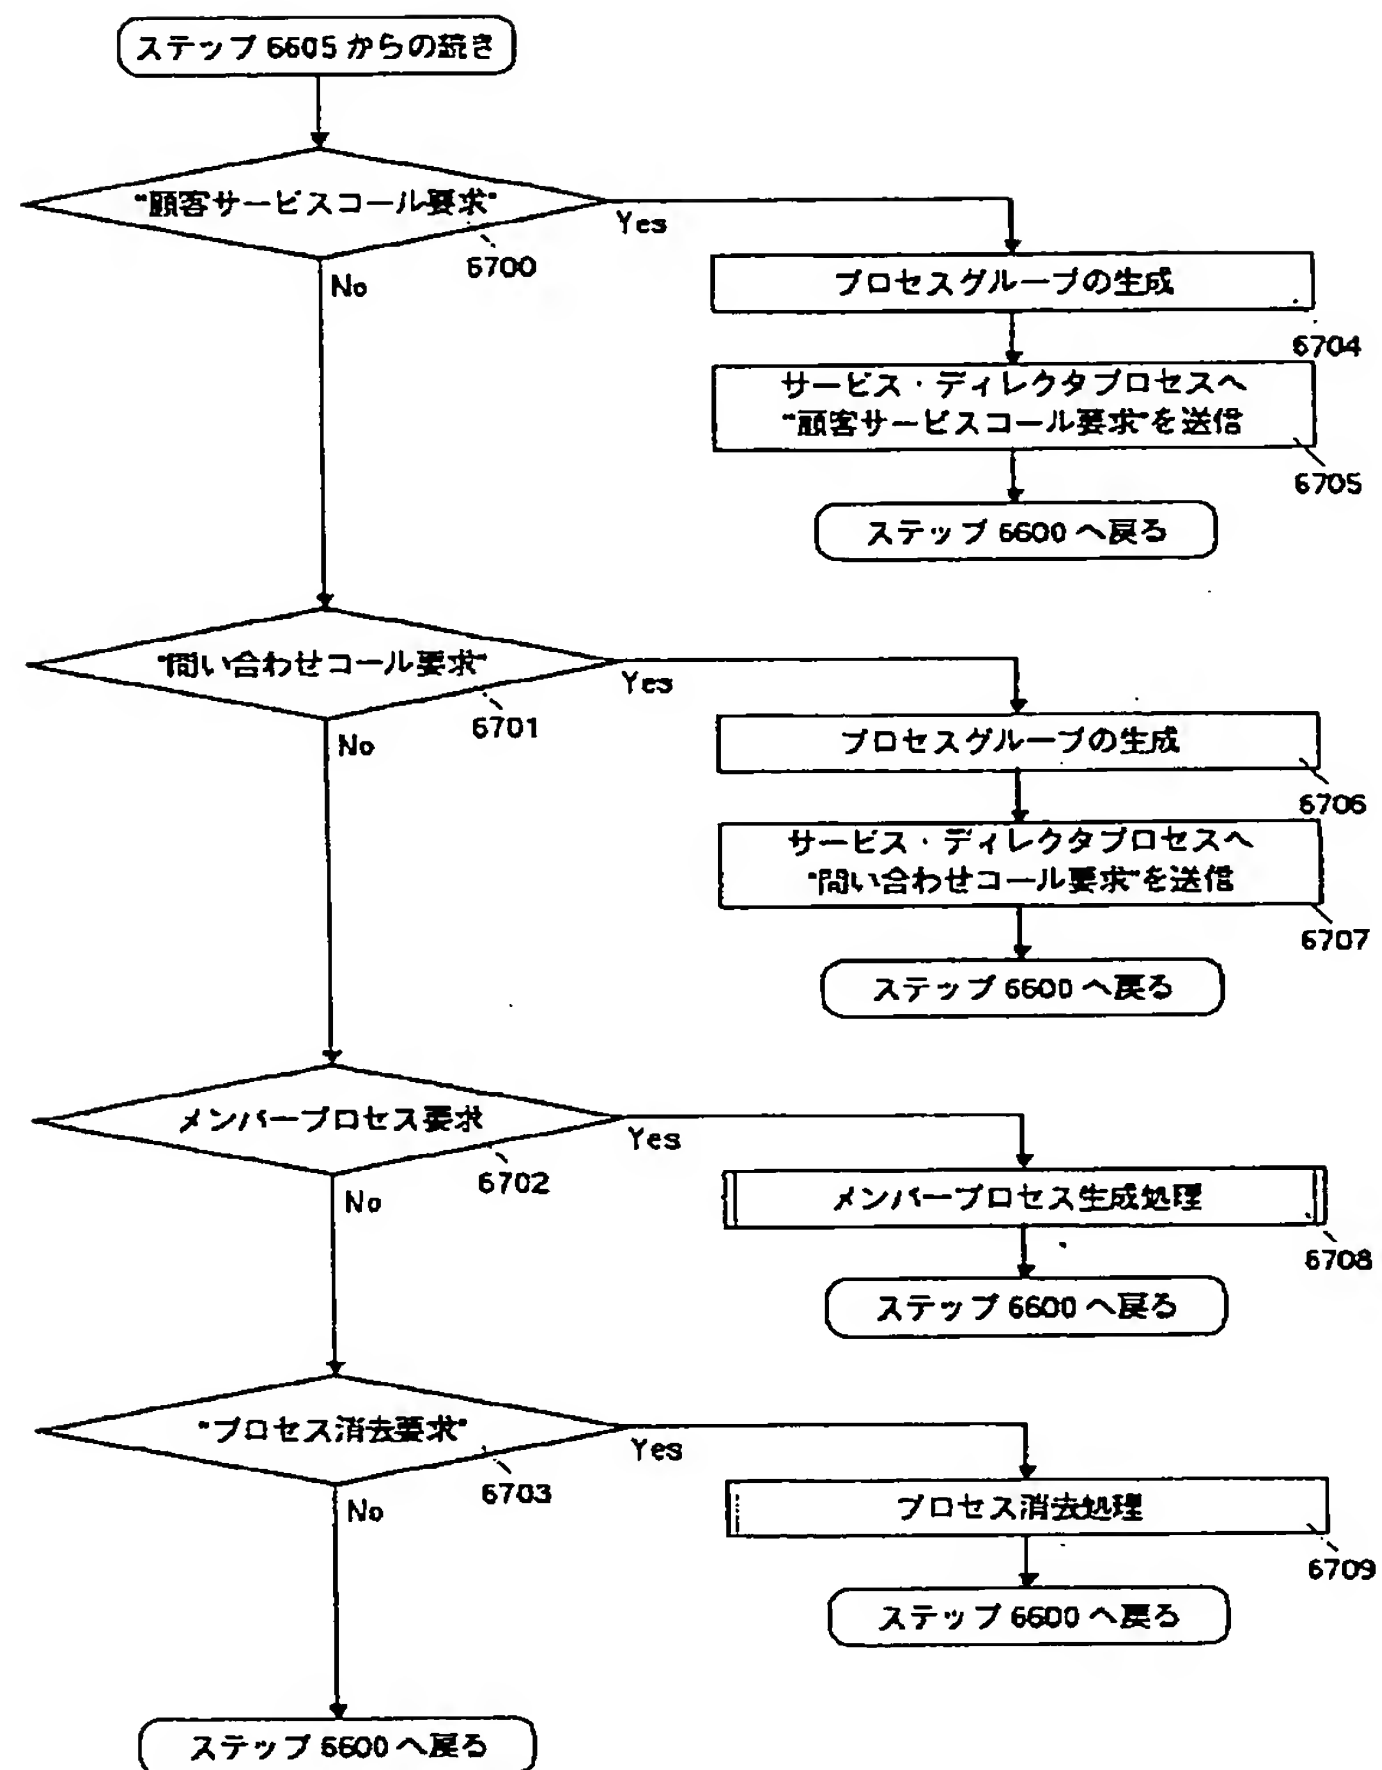 ステップ 6605 からの続き
"顧客サービスコール要求"
Yes
6700
No
プロセスグループの生成
6704
サービス・ディレクタプロセスへ
"顧客サービスコール要求"を送信
6705
ステップ 6600 へ戻る
"問い合わせコール要求"
Yes
6701
No
プロセスグループの生成
6706
サービス・ディレクタプロセスへ
"問い合わせコール要求"を送信
6707
ステップ 6600 へ戻る
メンバープロセス要求
Yes
6702
No
メンバープロセス生成処理
6708
ステップ 6600 へ戻る
"プロセス消去要求"
Yes
6703
No
プロセス消去処理
6709
ステップ 6600 へ戻る
ステップ 6600 へ戻る